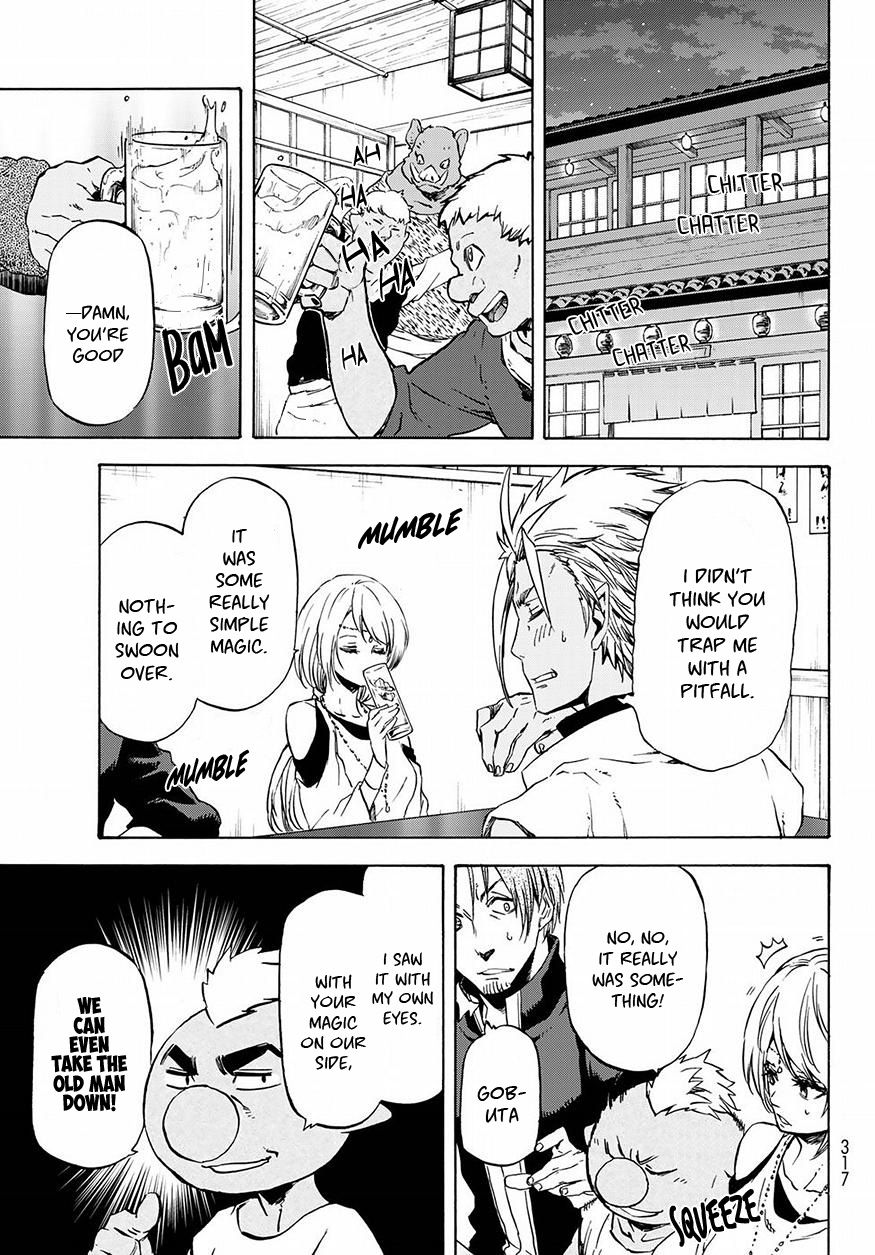 CHITTER
CHATTER
CHITTER
CHATTER
AH
HA
HA
HA
HA
—DAMN,
YOU'RE
GOOD
BAM
I DIDN'T
THINK YOU
WOULD
TRAP ME
WITH A
PITFALL.
MUMBLE
IT
WAS
SOME
REALLY
SIMPLE
MAGIC.
NOTH-
ING TO
SWOON
OVER.
MUMBLE
NO, NO,
IT REALLY
WAS SOME-
THING!
GOB-
UTA
SQUEEZE
I SAW
IT WITH
MY OWN
EYES.
WITH
YOUR
MAGIC
ON OUR
SIDE,
WE
CAN
EVEN
TAKE THE
OLD MAN
DOWN!
317